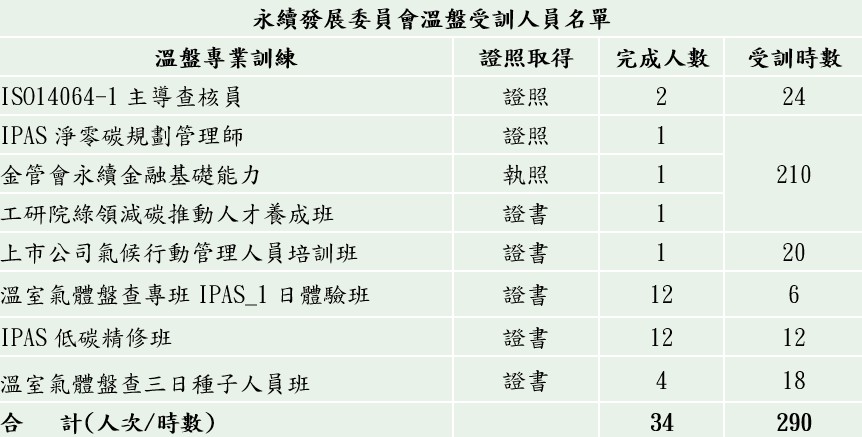 永續發展委員會溫盤受訓人員名單
溫盤專業訓練 證照取得 完成人數 受訓時數
ISO14064-1 主導查核員 證照 2 24
IPAS 淨零碳規劃管理師 證照 1
金管會永續金融基礎能力 執照 1 210
工研院綠領減碳推動人才養成班 證書 1
上市公司氣候行動管理人員培訓班 證書 1 20
溫室氣體盤查專班 IPAS_1 日體驗班 證書 12 6
IPAS 低碳精修班 證書 12 12
溫室氣體盤查三日種子人員班 證書 4 18
合 計(人次/時數) 34 290